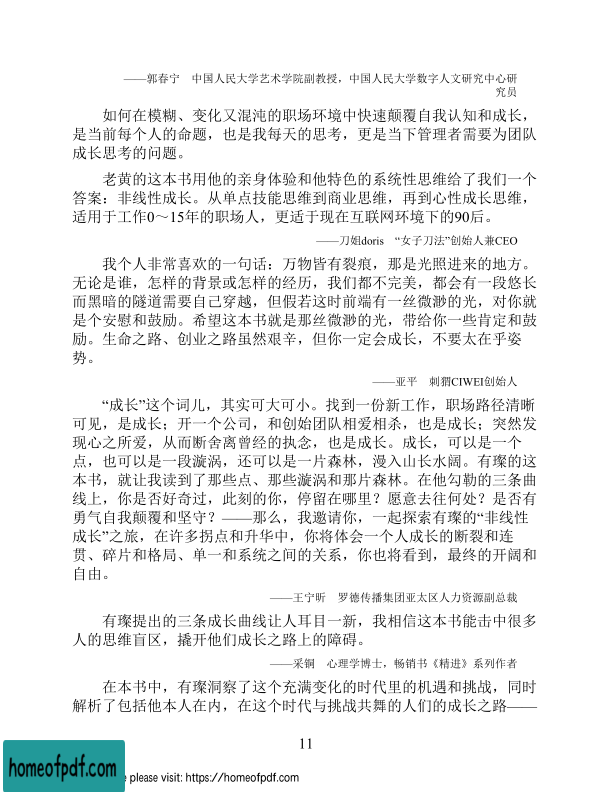 ——郭春宁　中国人民大学艺术学院副教授，中国人民大学数字人文研究中心研
究员
如何在模糊、变化又混沌的职场环境中快速颠覆自我认知和成长，
是当前每个人的命题，也是我每天的思考，更是当下管理者需要为团队
成长思考的问题。
老黄的这本书用他的亲身体验和他特色的系统性思维给了我们一个
答案：非线性成长。从单点技能思维到商业思维，再到心性成长思维，
适用于工作0～15年的职场人，更适于现在互联网环境下的90后。
——刀姐doris　“女子刀法”创始人兼CEO
我个人非常喜欢的一句话：万物皆有裂痕，那是光照进来的地方。
无论是谁，怎样的背景或怎样的经历，我们都不完美，都会有一段悠长
而黑暗的隧道需要自己穿越，但假若这时前端有一丝微渺的光，对你就
是个安慰和鼓励。希望这本书就是那丝微渺的光，带给你一些肯定和鼓
励。生命之路、创业之路虽然艰辛，但你一定会成长，不要太在乎姿
势。
——亚平　刺猬CIWEI创始人
“成长”这个词儿，其实可大可小。找到一份新工作，职场路径清晰
可见，是成长；开一个公司，和创始团队相爱相杀，也是成长；突然发
现心之所爱，从而断舍离曾经的执念，也是成长。成长，可以是一个
点，也可以是一段漩涡，还可以是一片森林，漫入山长水阔。有璨的这
本书，就让我读到了那些点、那些漩涡和那片森林。在他勾勒的三条曲
线上，你是否好奇过，此刻的你，停留在哪里？愿意去往何处？是否有
勇气自我颠覆和坚守？——那么，我邀请你，一起探索有璨的“非线性
成长”之旅，在许多拐点和升华中，你将体会一个人成长的断裂和连
贯、碎片和格局、单一和系统之间的关系，你也将看到，最终的开阔和
自由。
——王宁昕　罗德传播集团亚太区人力资源副总裁
有璨提出的三条成长曲线让人耳目一新，我相信这本书能击中很多
人的思维盲区，撬开他们成长之路上的障碍。
——采铜　心理学博士，畅销书《精进》系列作者
在本书中，有璨洞察了这个充满变化的时代里的机遇和挑战，同时
解析了包括他本人在内，在这个时代与挑战共舞的人们的成长之路——
11
homeofpdf.com
e please visit: https://homeofpdf.com